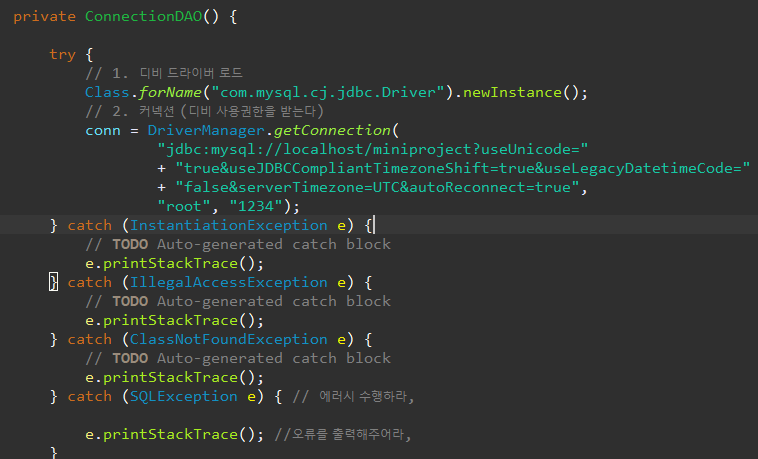 private ConnectionDAO() {
try {
// 1. 디비 드라이버 로드
Class.forName("com.mysql.cj.jdbc.Driver").newInstance();
// 2. 커넥션 (디비 사용권한을 받는다)
conn = DriverManager.getConnection(
"jdbc:mysql://localhost/miniproject?useUnicode="
+ "true&useJDBCCompliantTimezoneShift=true&useLegacyDatetimeCode="
+ "false&serverTimezone=UTC&autoReconnect=true",
"root", "1234");
} catch (InstantiationException e) {
// TODO Auto-generated catch block
e.printStackTrace();
} catch (IllegalAccessException e) {
// TODO Auto-generated catch block
e.printStackTrace();
} catch (ClassNotFoundException e) {
// TODO Auto-generated catch block
e.printStackTrace();
} catch (SQLException e) { // 에러시 수행하라,
e.printStackTrace(); //오류를 출력해주어라,
}